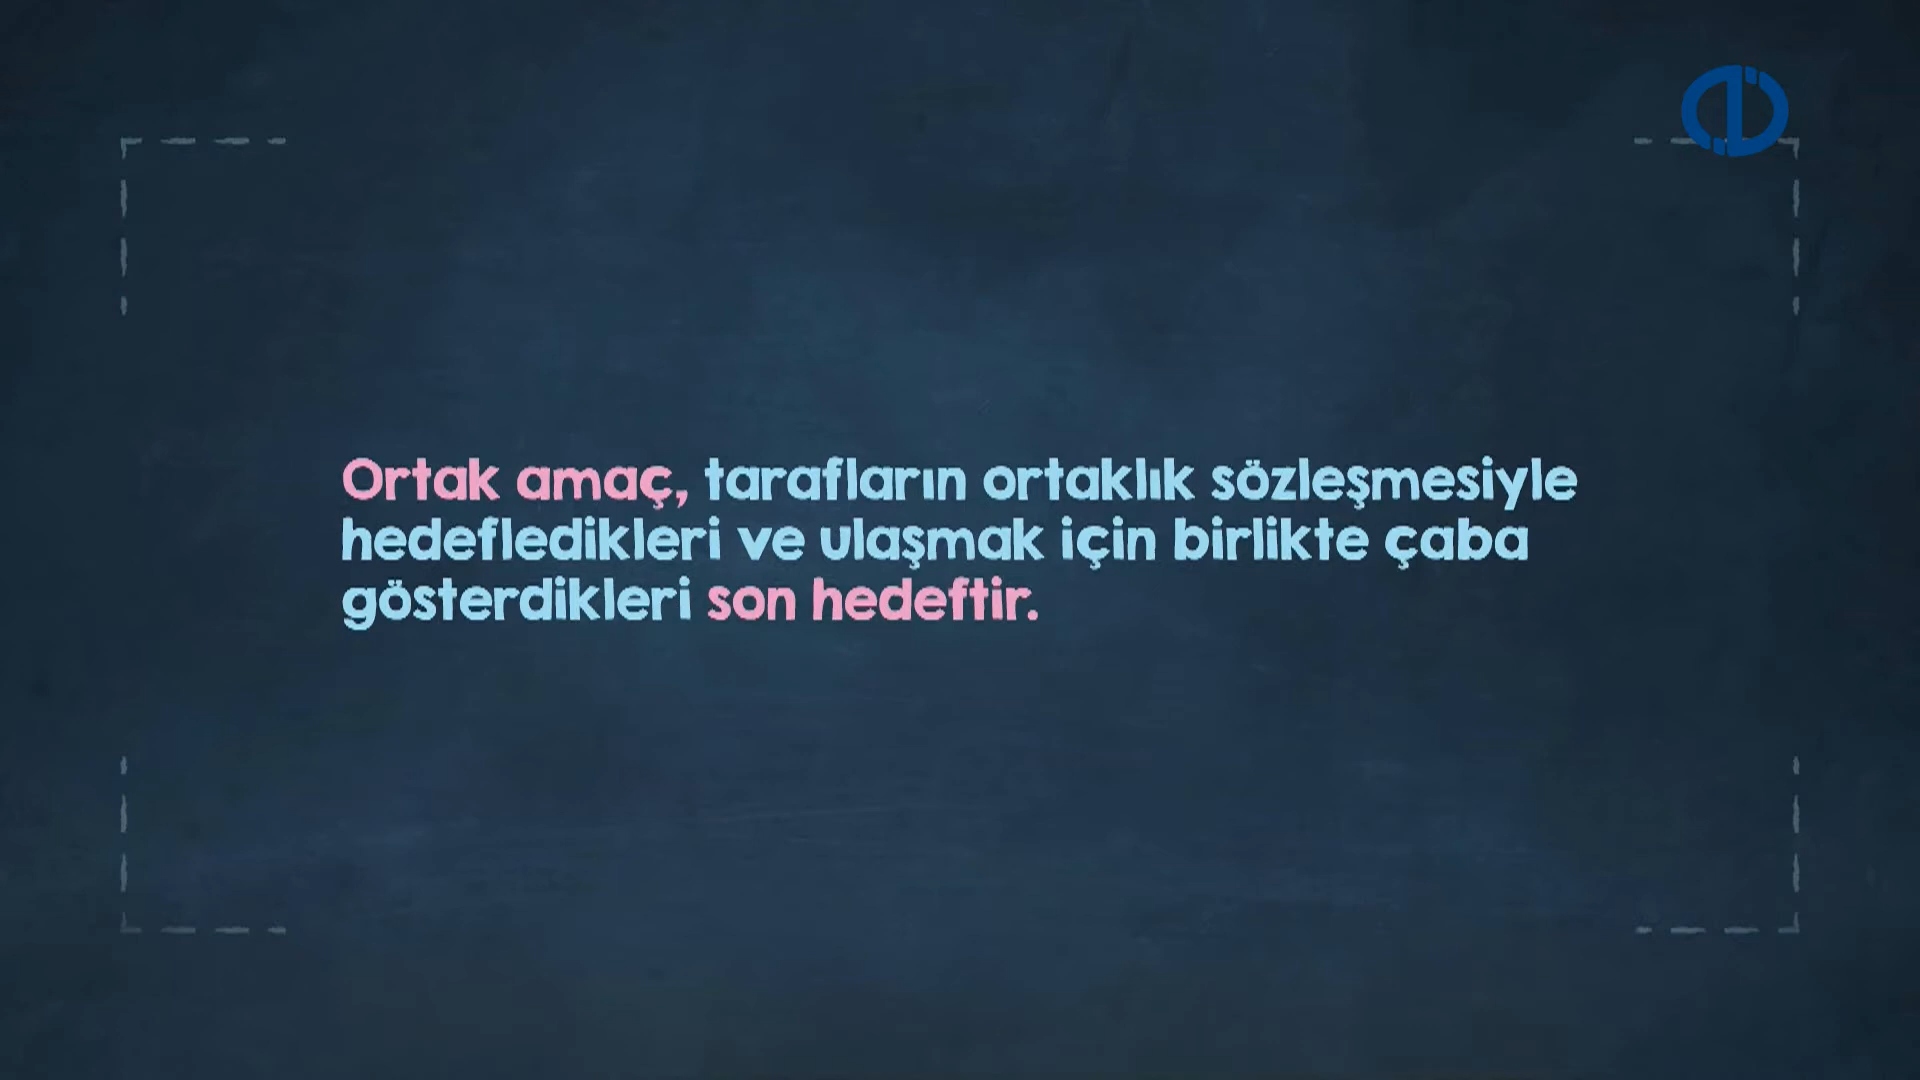 Ortak amaç, tarafların ortaklık sözleşmesiyle
hedefledikleri ve ulaşmak için birlikte çaba
gösterdikleri son hedeftir.